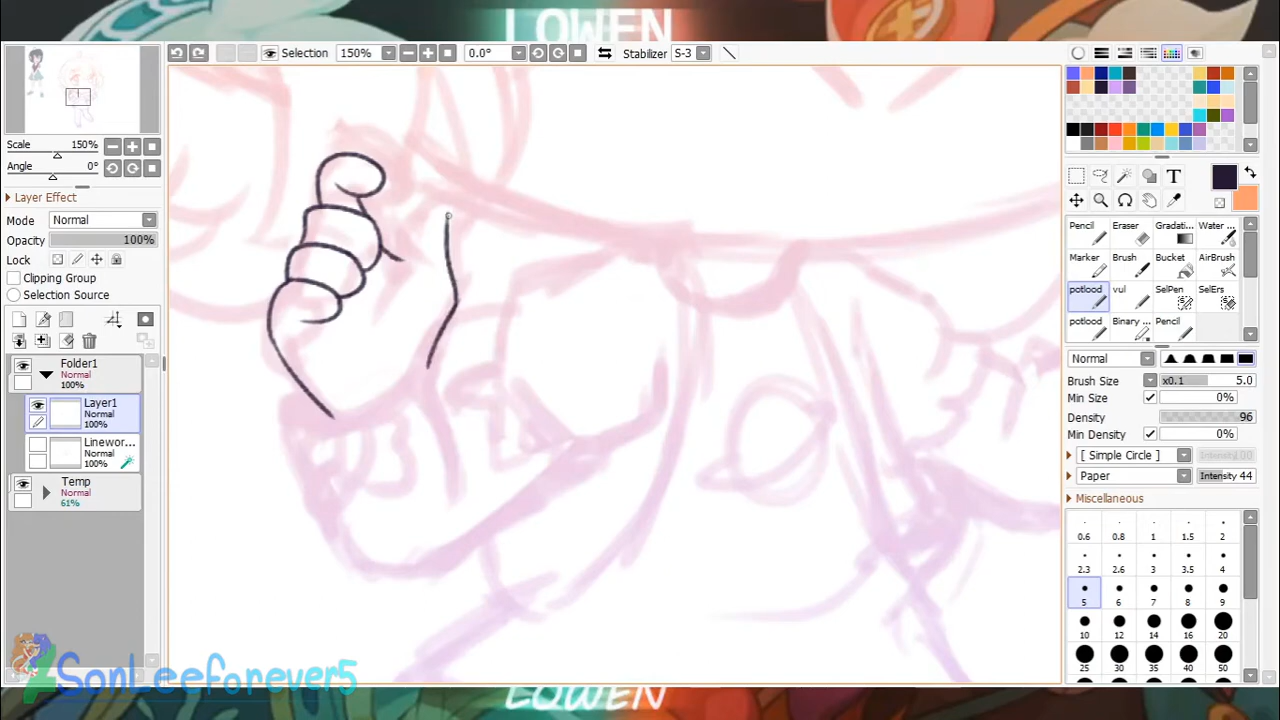 LOWEN
Selection 150% 0.0° Stabilizer S-3
Scale 150%
Angle 0°
Layer Effect
Mode Normal
Opacity 100%
Lock
Clipping Group
Selection Source
Folder1
Normal
100%
Layer1
Normal
100%
Linewor...
Normal
100%
Temp
Normal
61%
T
Pencil Eraser Gradati... Water ...
Marker Brush Bucket AirBrush
potlood vul SelPen SelErs
potlood Binary ... Pencil
Normal
Brush Size x0.1 5.0
Min Size 0%
Density 96
Min Density 0%
[ Simple Circle ] Intensity 00
Paper Intensity 44
Miscellaneous
0.6 0.8 1 1.5 2
2.3 2.6 3 3.5 4
5 6 7 8 9
10 12 14 16 20
25 30 35 40 50
SonLeeforever5
LOWEN